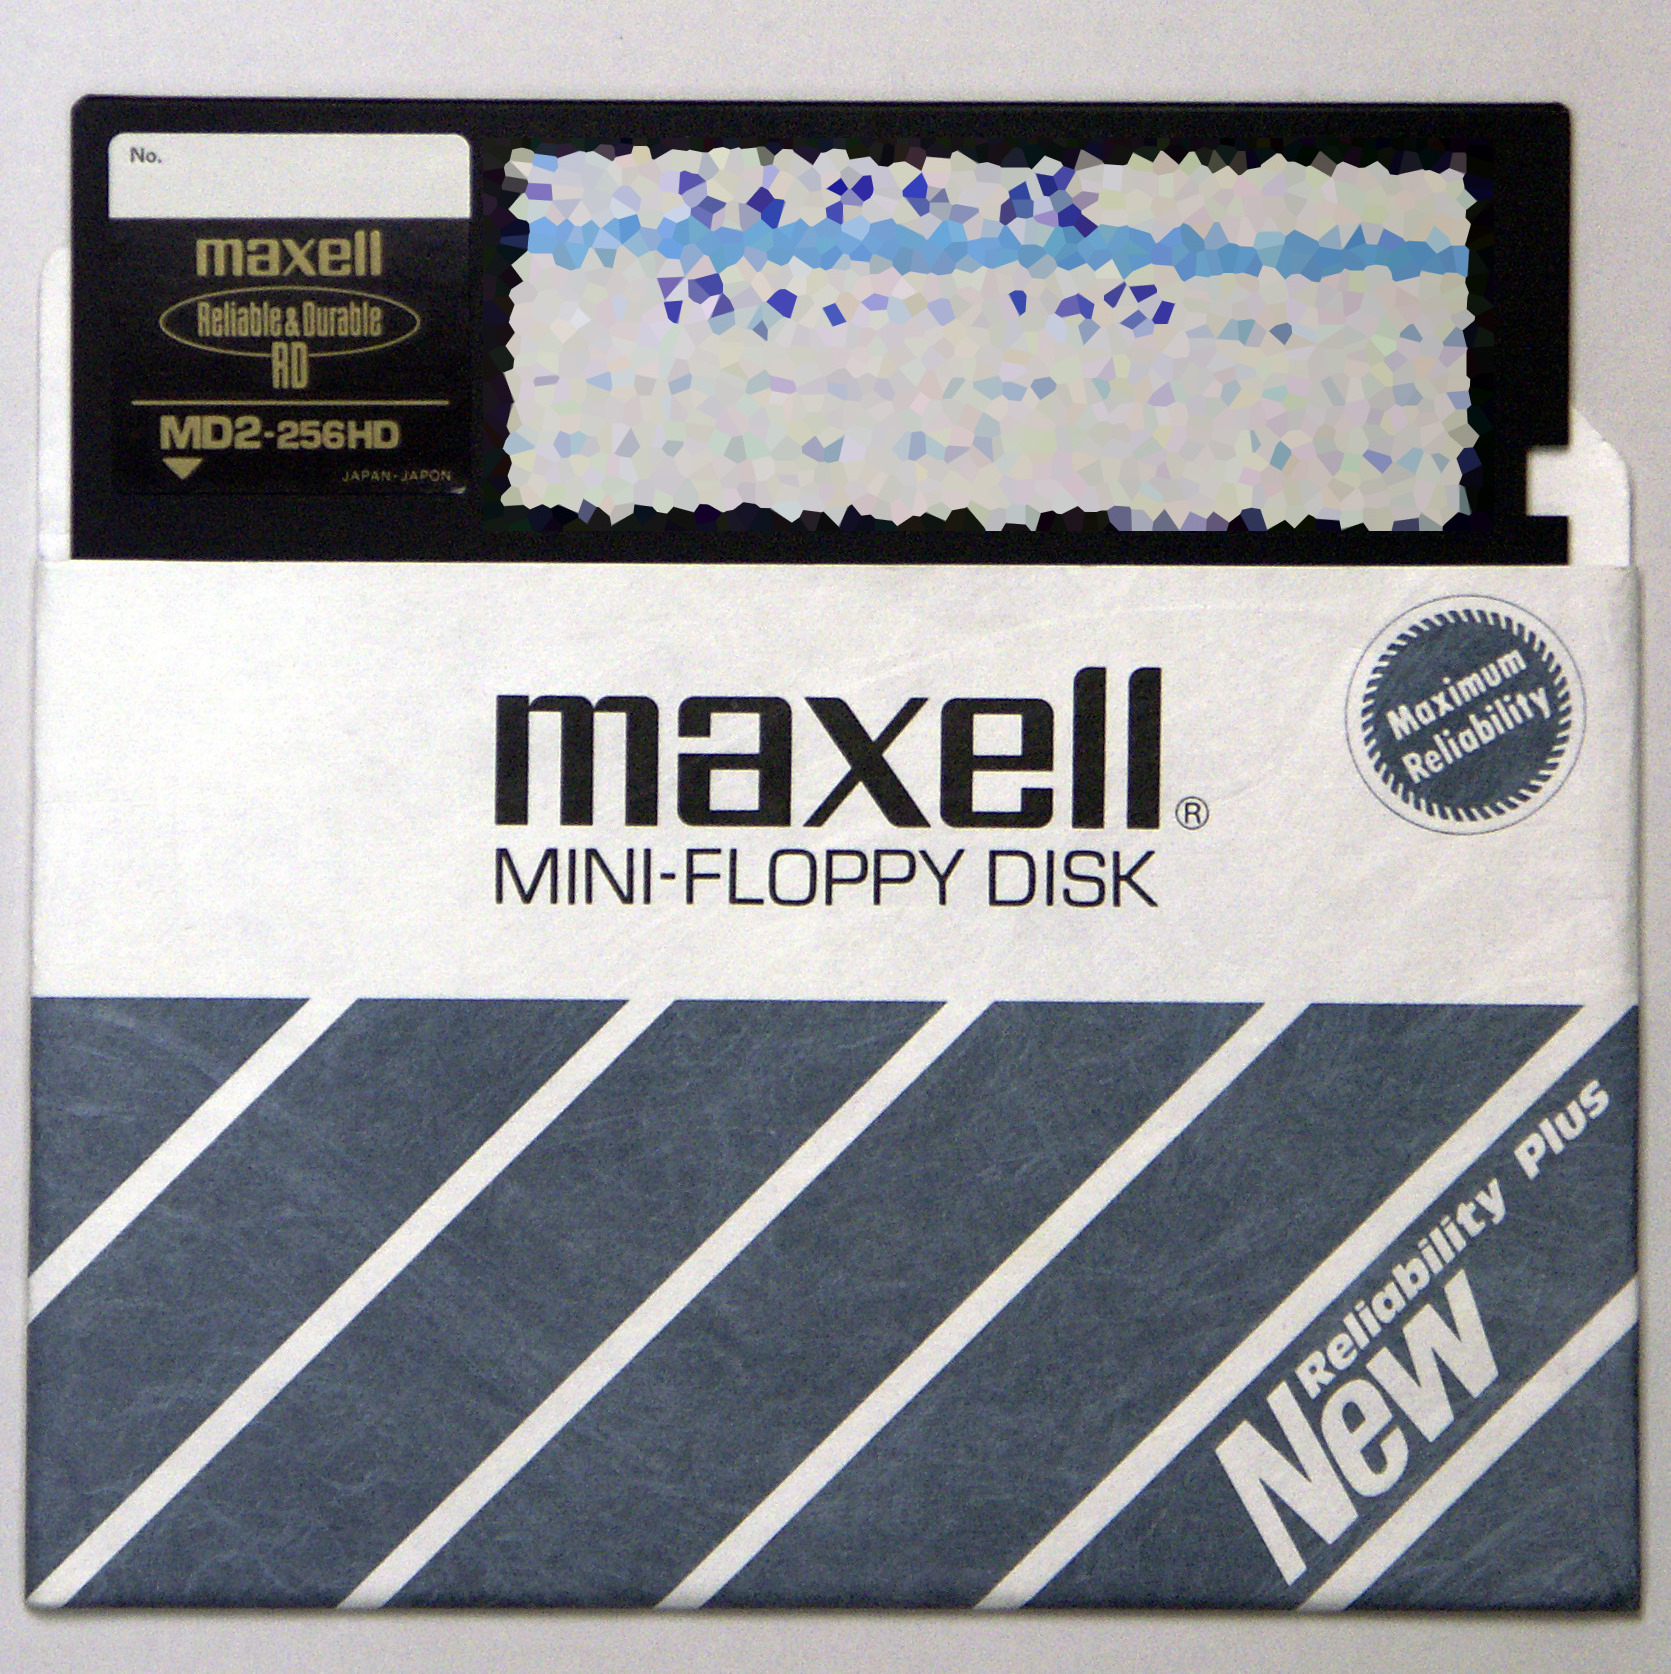 No.
maxell
Reliable & Durable
RD
MD2-256HD
JAPAN-JAPON
maxell®
MINI-FLOPPY DISK
Maximum
Reliability
Reliability Plus
New